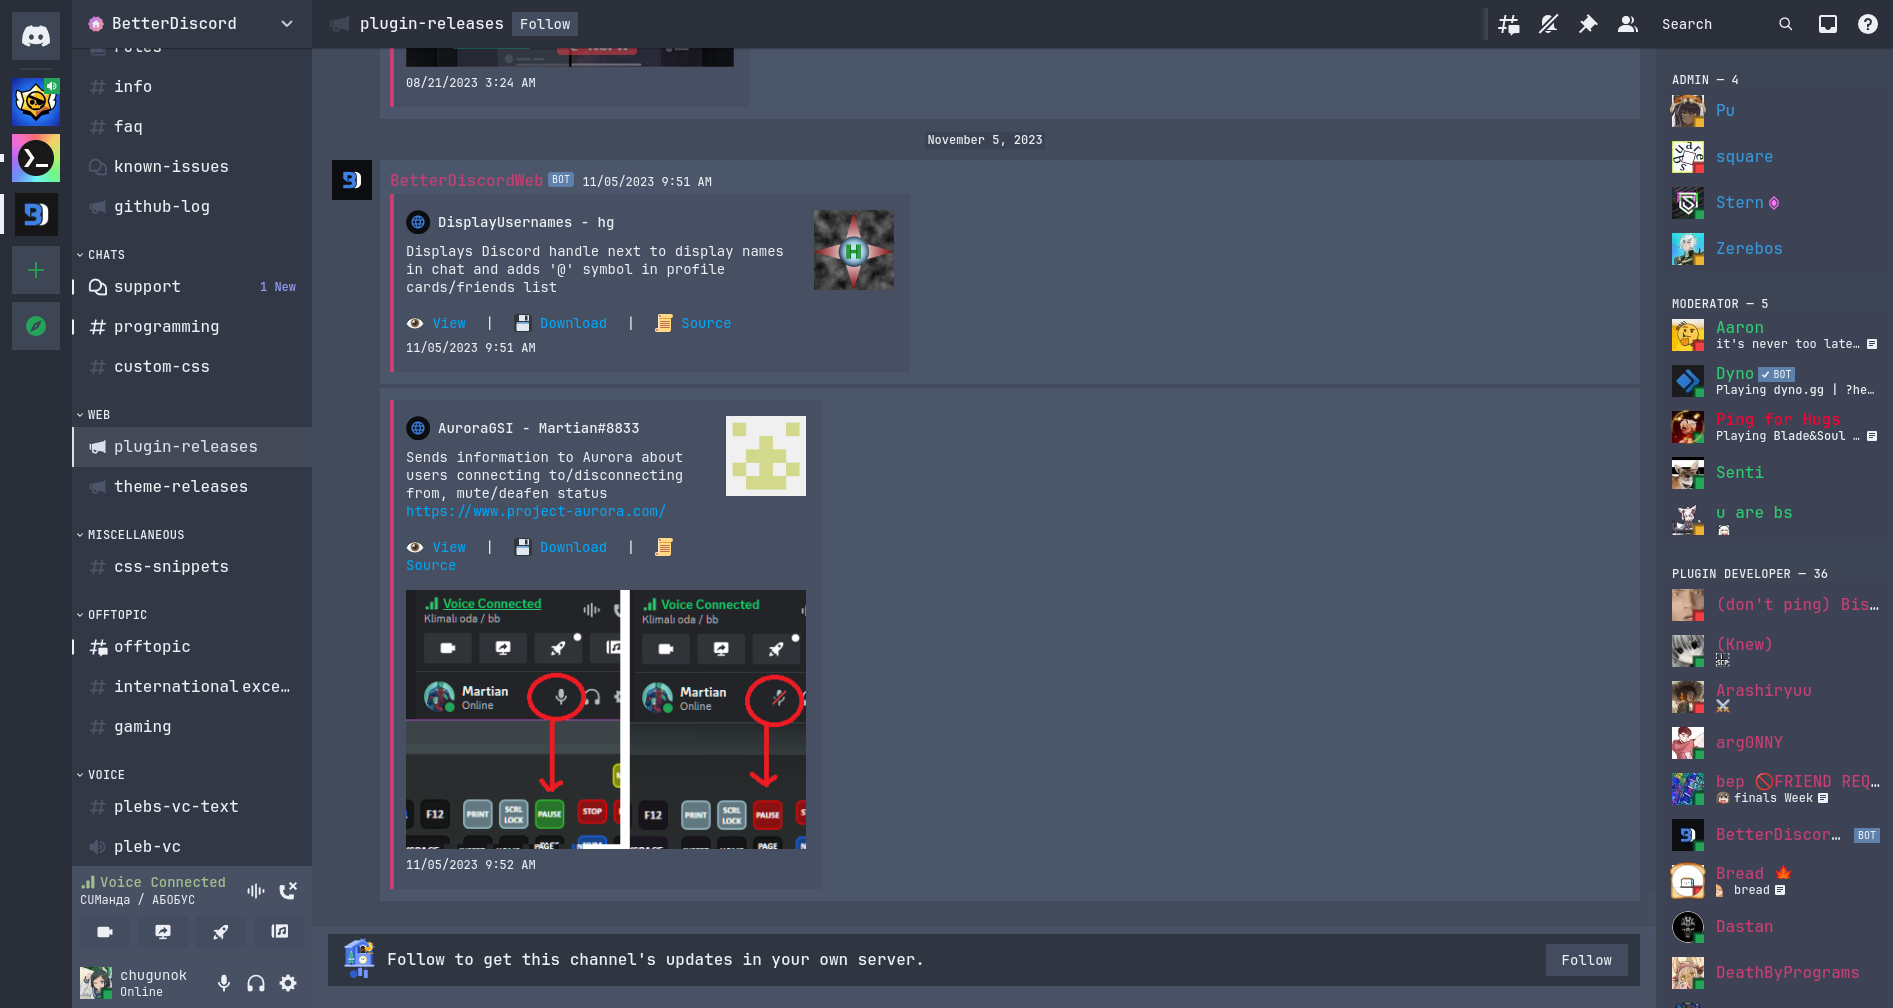 BetterDiscord
plugin-releases
Follow
Search
rules
info
faq
known-issues
github-log
CHATS
support
1 New
programming
custom-css
WEB
plugin-releases
theme-releases
MISCELLANEOUS
css-snippets
OFFTOPIC
offtopic
international exce…
gaming
VOICE
plebs-vc-text
pleb-vc
Voice Connected
CUManда / АБОБУС
chugunok
Online
08/21/2023 3:24 AM
November 5, 2023
BetterDiscordWeb BOT 11/05/2023 9:51 AM
DisplayUsernames - hg
Displays Discord handle next to display names
in chat and adds '@' symbol in profile
cards/friends list
View | Download | Source
11/05/2023 9:51 AM
AuroraGSI - Martian#8833
Sends information to Aurora about
users connecting to/disconnecting
from, mute/deafen status
https://www.project-aurora.com/
View | Download |
Source
Voice Connected
Klimalı oda / bb
Martian
Online
F12 PRINT SCRL LOCK PAUSE STOP
PAGE
Voice Connected
Klimalı oda / bb
Martian
Online
F12 PRINT SCRL LOCK PAUSE
PAGE
11/05/2023 9:52 AM
Follow to get this channel's updates in your own server.
Follow
ADMIN — 4
Pu
square
Stern
Zerebos
MODERATOR — 5
Aaron
it's never too late…
Dyno BOT
Playing dyno.gg | ?he…
Ping for Hugs
Playing Blade&Soul …
Senti
u are bs
PLUGIN DEVELOPER — 36
(don't ping) Bis…
(Knew)
Arashiryuu
arg0NNY
bep 🚫FRIEND REQ…
finals Week
BetterDiscor… BOT
Bread 🍁
bread
Dastan
DeathByPrograms